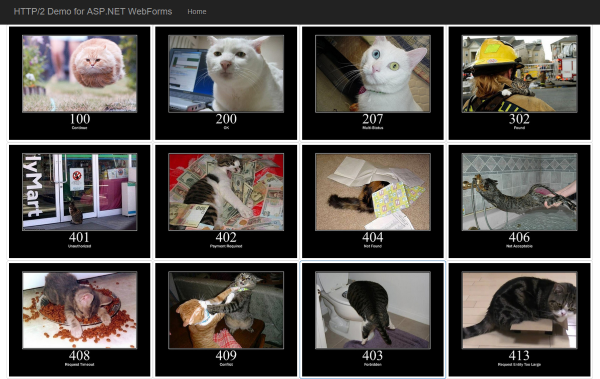 HTTP/2 Demo for ASP.NET WebForms
Home
100
Continue
200
OK
207
Multi-Status
302
Found
lyMart
401
Unauthorized
402
Payment Required
404
Not Found
406
Not Acceptable
408
Request Timeout
409
Conflict
403
Forbidden
413
Request Entity Too Large